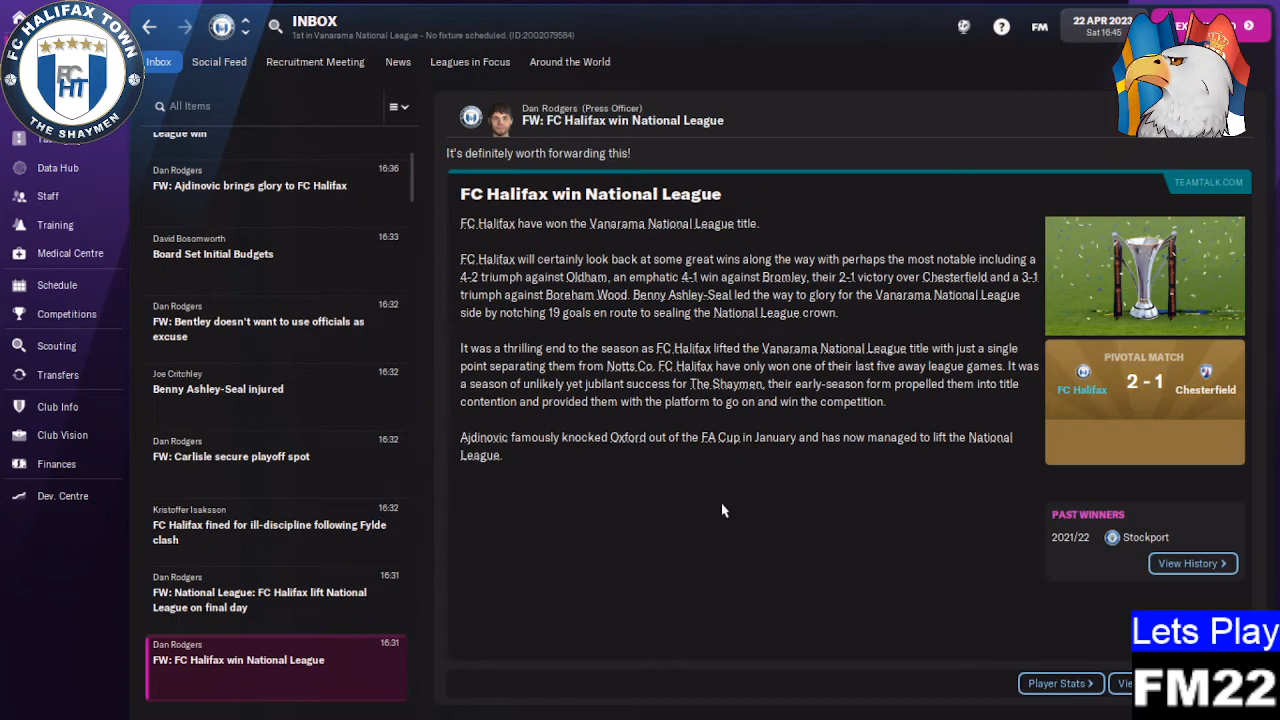 FC HALIFAX TOWN
FCHT
THE SHAYMEN
INBOX
1st in Vanarama National League - No fixture scheduled. (ID:2002079584)
FM
22 APR 2023
Sat 16:45
Inbox
Social Feed
Recruitment Meeting
News
Leagues in Focus
Around the World
Data Hub
Staff
Training
Medical Centre
Schedule
Competitions
Scouting
Transfers
Club Info
Club Vision
Finances
Dev. Centre
All Items
League win
Dan Rodgers 16:36
FW: Ajdinovic brings glory to FC Halifax
David Bosomworth 16:33
Board Set Initial Budgets
Dan Rodgers 16:32
FW: Bentley doesn't want to use officials as
excuse
Joe Critchley 16:32
Benny Ashley-Seal injured
Dan Rodgers 16:32
FW: Carlisle secure playoff spot
Kristoffer Isaksson 16:32
FC Halifax fined for ill-discipline following Fylde
clash
Dan Rodgers 16:31
FW: National League: FC Halifax lift National
League on final day
Dan Rodgers 16:31
FW: FC Halifax win National League
Dan Rodgers (Press Officer)
FW: FC Halifax win National League
It's definitely worth forwarding this!
TEAMTALK.COM
FC Halifax win National League
FC Halifax have won the Vanarama National League title.
FC Halifax will certainly look back at some great wins along the way with perhaps the most notable including a
4-2 triumph against Oldham, an emphatic 4-1 win against Bromley, their 2-1 victory over Chesterfield and a 3-1
triumph against Boreham Wood. Benny Ashley-Seal led the way to glory for the Vanarama National League
side by notching 19 goals en route to sealing the National League crown.
It was a thrilling end to the season as FC Halifax lifted the Vanarama National League title with just a single
point separating them from Notts Co. FC Halifax have only won one of their last five away league games. It was
a season of unlikely yet jubilant success for The Shaymen, their early-season form propelled them into title
contention and provided them with the platform to go on and win the competition.
Ajdinovic famously knocked Oxford out of the FA Cup in January and has now managed to lift the National
League.
PIVOTAL MATCH
FC Halifax 2 - 1 Chesterfield
PAST WINNERS
2021/22 Stockport
View History
Player Stats
Lets Play
FM22